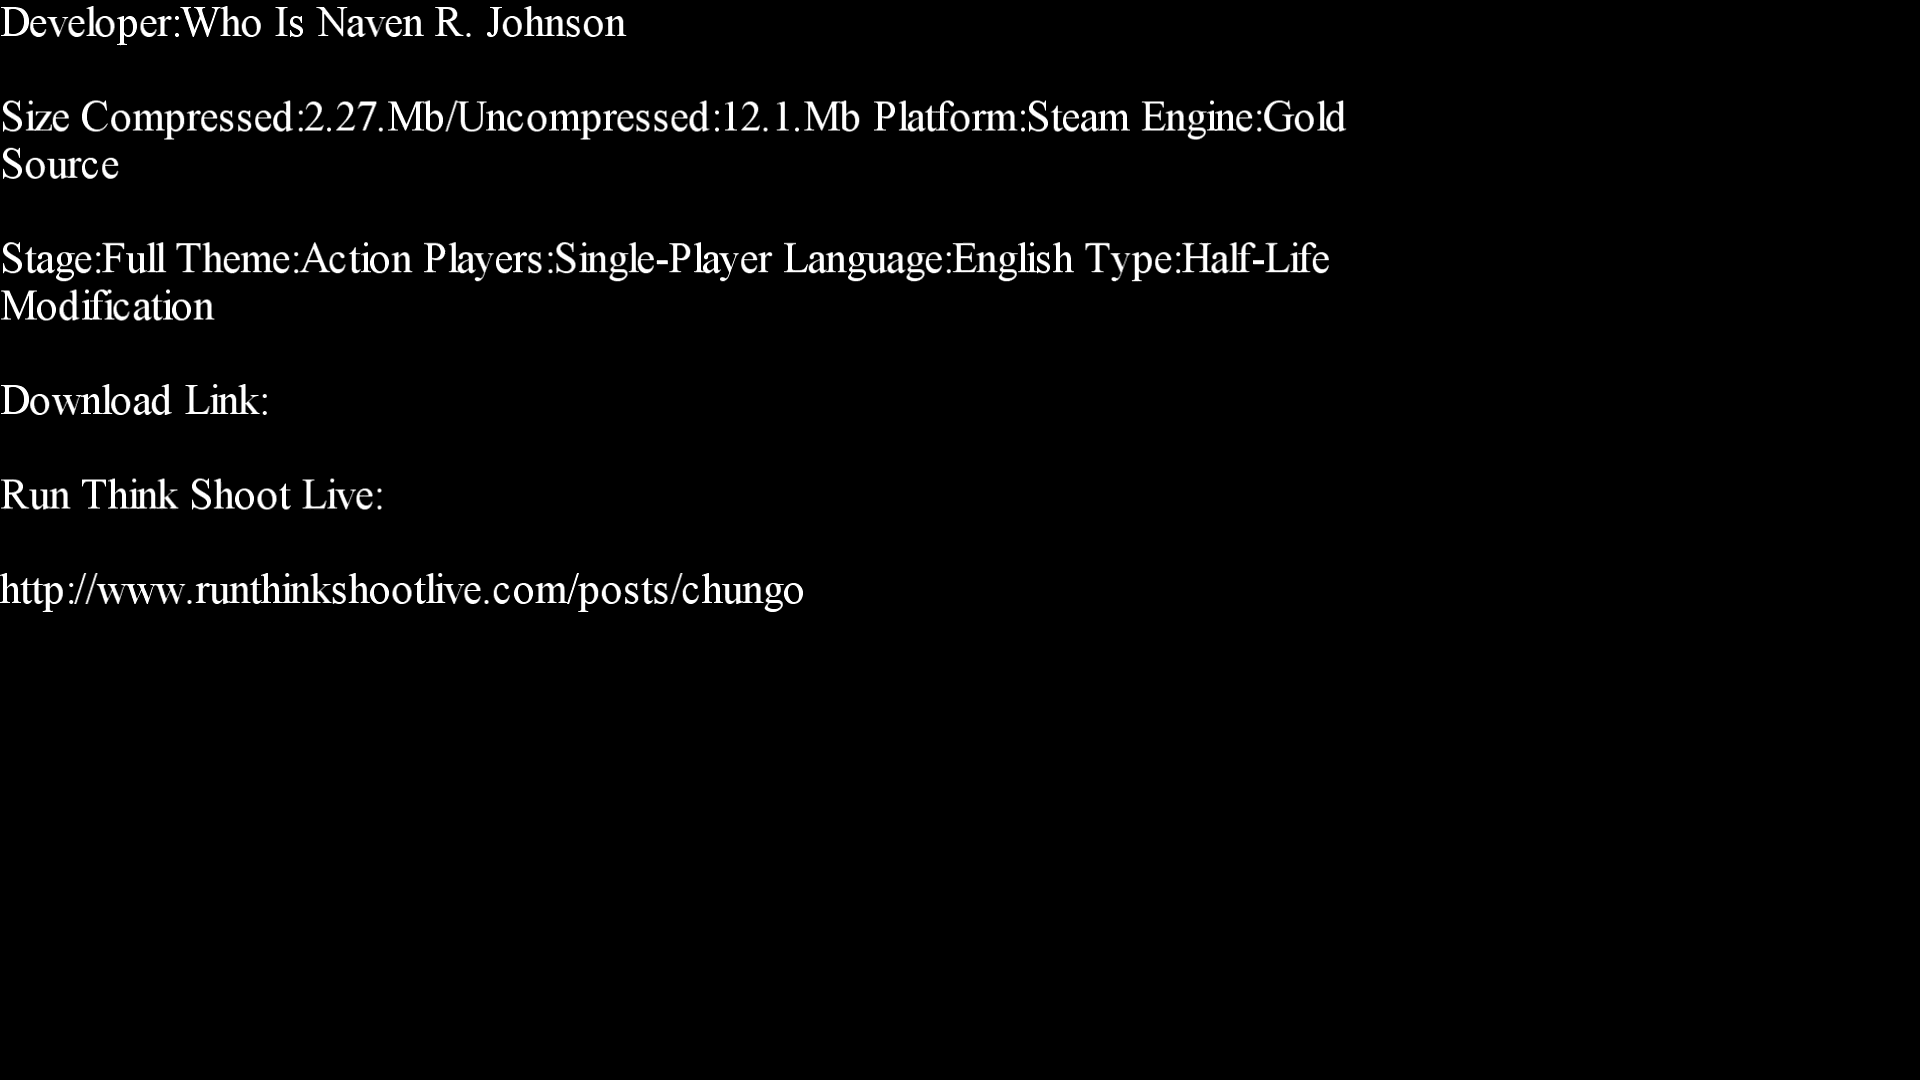 Developer:Who Is Naven R. Johnson
Size Compressed:2.27.Mb/Uncompressed:12.1.Mb Platform:Steam Engine:Gold
Source
Stage:Full Theme:Action Players:Single-Player Language:English Type:Half-Life
Modification
Download Link:
Run Think Shoot Live:
http://www.runthinkshootlive.com/posts/chungo